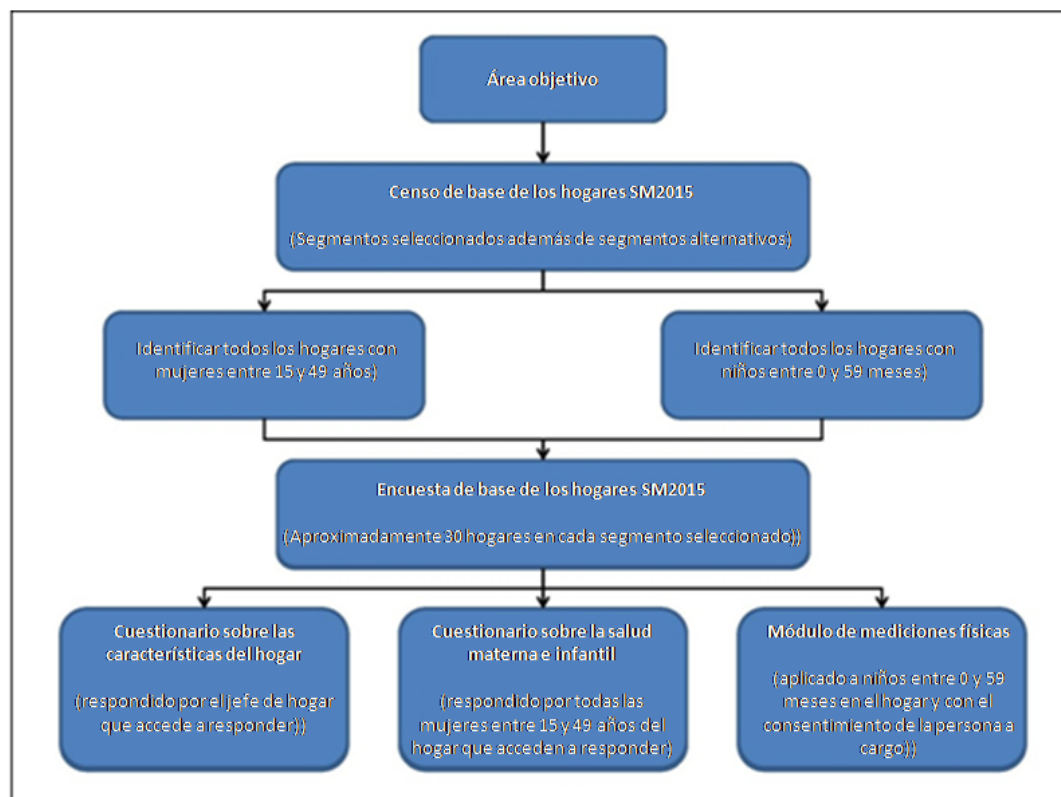 Área objetivo
Censo de base de los hogares SM2015
(Segmentos seleccionados además de segmentos alternativos)
Identificar todos los hogares con
mujeres entre 15 y 49 años)
Identificar todos los hogares con
niños entre 0 y 59 meses)
Encuesta de base de los hogares SM2015
(Aproximadamente 30 hogares en cada segmento seleccionado))
Cuestionario sobre las
características del hogar
(respondido por el jefe de hogar
que accede a responder))
Cuestionario sobre la salud
materna e infantil
(respondido por todas las
mujeres entre 15 y 49 años del
hogar que acceden a responder)
Módulo de mediciones físicas
(aplicado a niños entre 0 y 59
meses en el hogar y con el
consentimiento de la persona a
cargo))